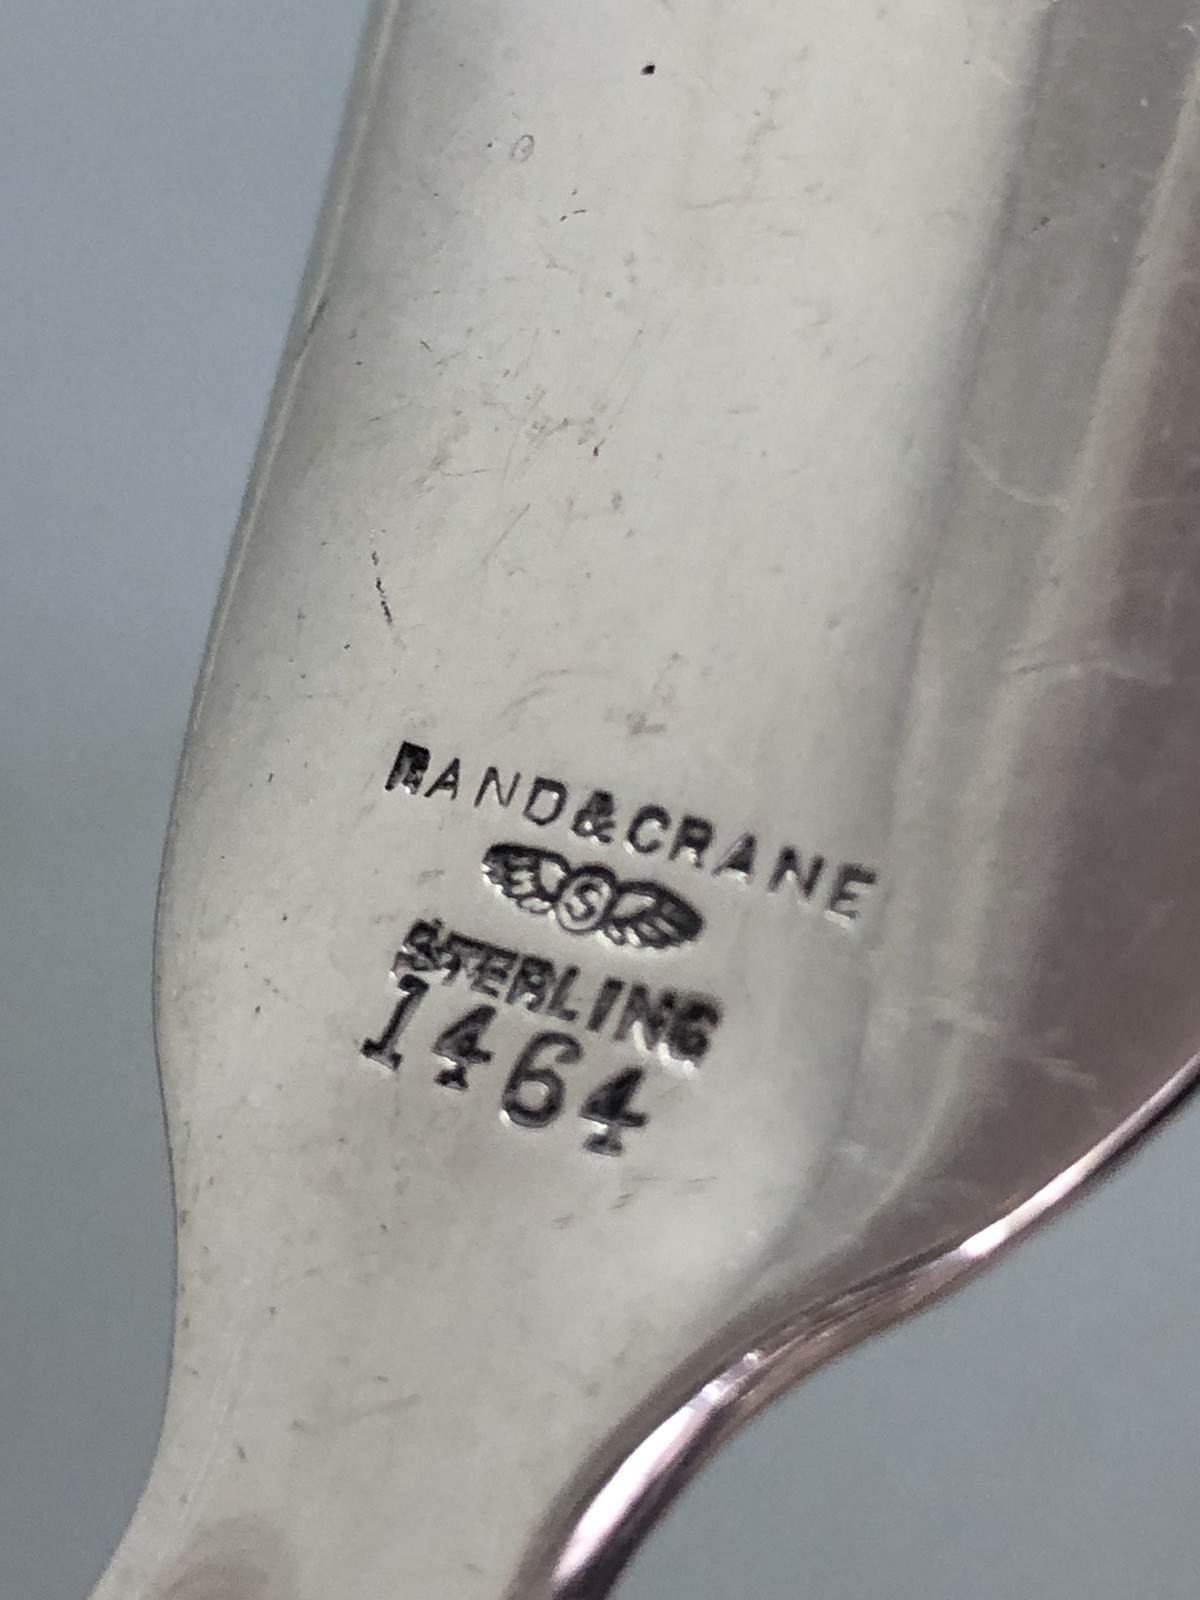 RAND&CRANE
S
STERLING
1464